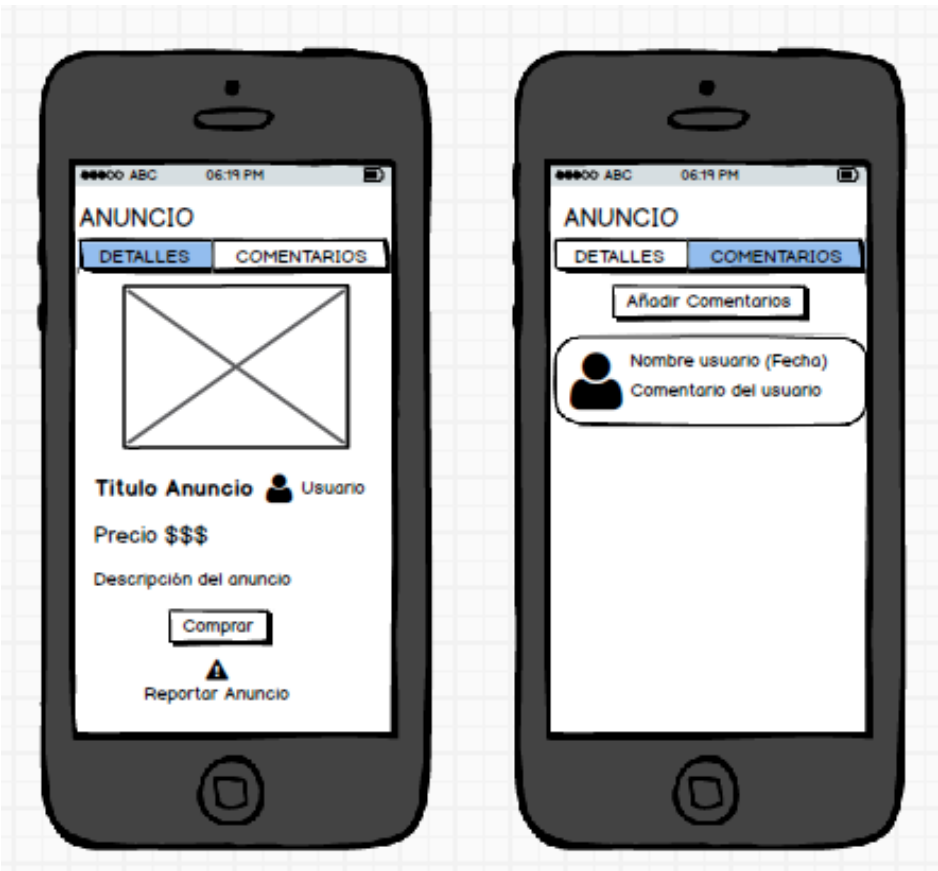 ABC 06:19 PM
ANUNCIO
DETALLES COMENTARIOS
Titulo Anuncio Usuario
Precio $$$
Descripción del anuncio
Comprar
Reportar Anuncio
ABC 06:19 PM
ANUNCIO
DETALLES COMENTARIOS
Añadir Comentarios
Nombre usuario (Fecha)
Comentario del usuario